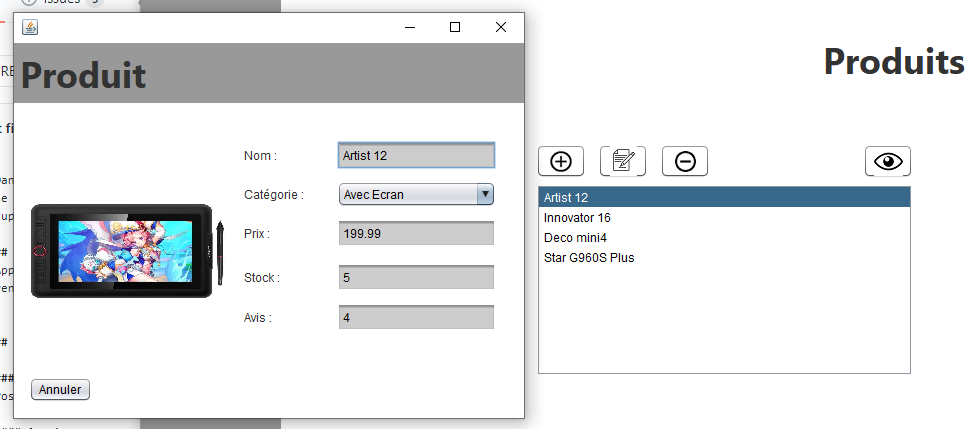 Issues
Produit
Nom :
Artist 12
Catégorie :
Avec Ecran
Prix :
199.99
Stock :
5
Avis :
4
Annuler
Produits
Artist 12
Innovator 16
Deco mini4
Star G960S Plus